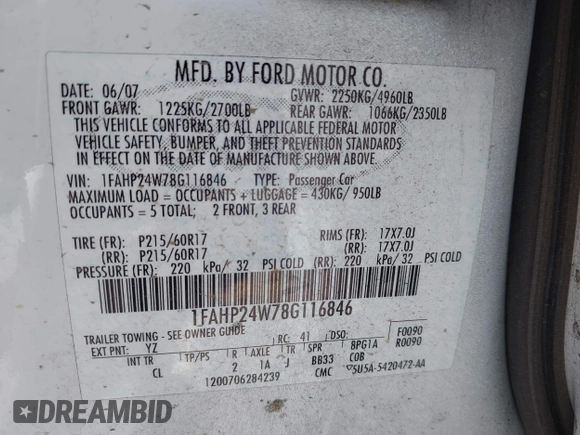 MFD. BY FORD MOTOR CO.
DATE: 06/07 GVWR: 2250KG/4960LB
FRONT GAWR: 1225KG/2700LB REAR GAWR: 1066KG/2350LB
THIS VEHICLE CONFORMS TO ALL APPLICABLE FEDERAL MOTOR
VEHICLE SAFETY, BUMPER, AND THEFT PREVENTION STANDARDS
IN EFFECT ON THE DATE OF MANUFACTURE SHOWN ABOVE.
VIN: 1FAHP24W78G116846 TYPE: Passenger Car
MAXIMUM LOAD = OCCUPANTS + LUGGAGE = 430KG/ 950LB
OCCUPANTS = 5 TOTAL; 2 FRONT, 3 REAR
TIRE (FR): P215/60R17 RIMS (FR): 17X7.0J
(RR): P215/60R17 (RR): 17X7.0J
PRESSURE (FR): 220 kPa/ 32 PSI COLD (RR): 220 kPa/ 32 PSI COLD
1FAHP24W78G116846
TRAILER TOWING - SEE OWNER GUIDE RC: 41 DSO: F0090
EXT PNT: YZ R0090
INT TR TP/PS R AXLE TR SPR BPG1A
CL 2 1A J BB33 COB
1200706284239 CMC 5U5A-5420472-AA
DREAMBID